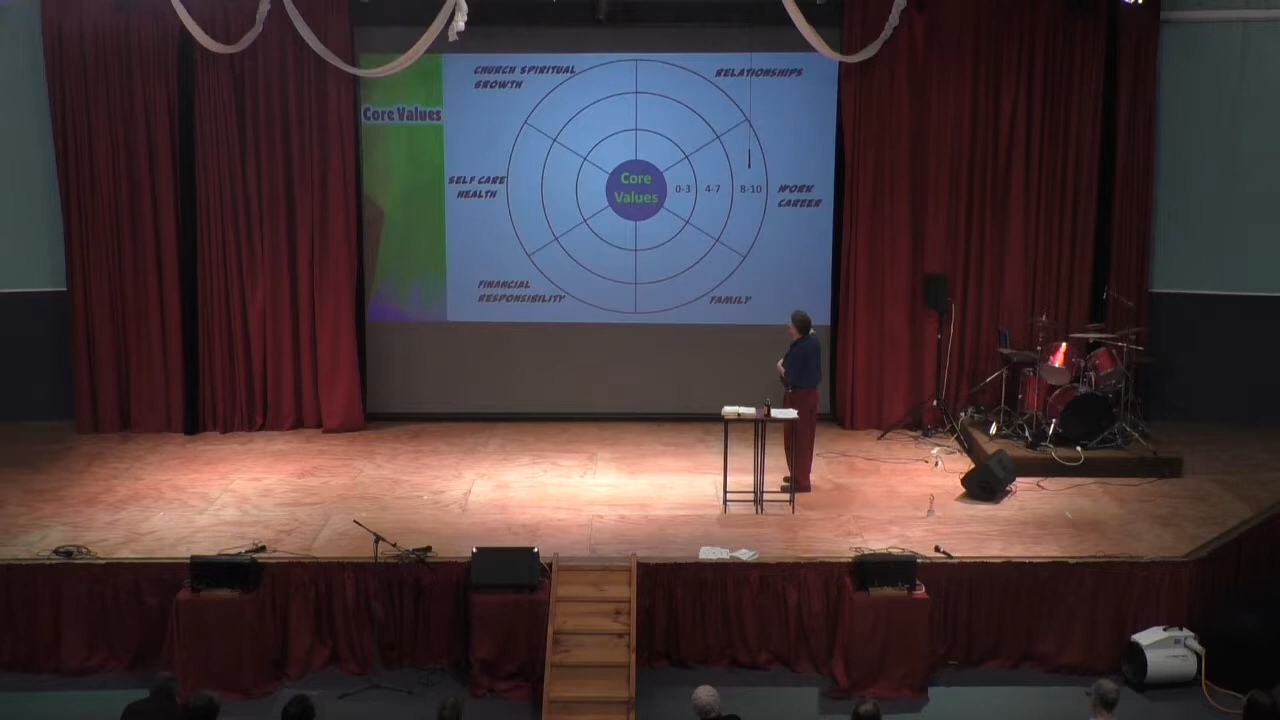 Core Values
CHURCH SPIRITUAL
GROWTH
RELATIONSHIPS
SELF CARE
HEALTH
Core
Values
0-3
4-7
8-10
WORK
CAREER
FINANCIAL
RESPONSIBILITY
FAMILY